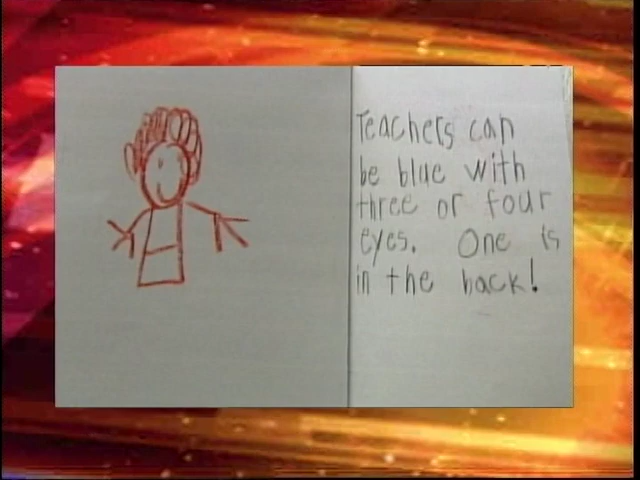 Teachers can
be blue with
three or four
eyes. One is
in the back!